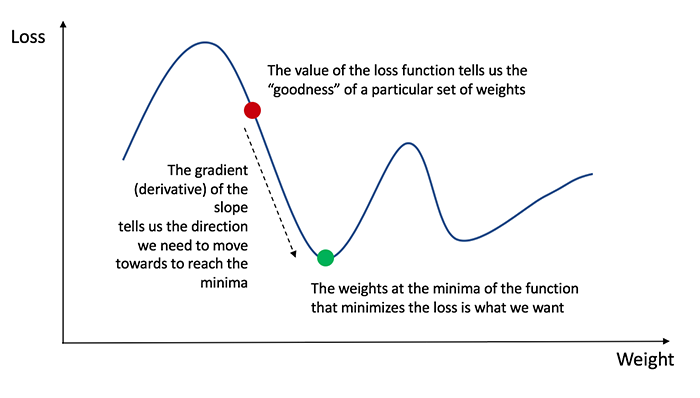 Loss
The value of the loss function tells us the
“goodness” of a particular set of weights
The gradient
(derivative) of the
slope
tells us the direction
we need to move
towards to reach the
minima
The weights at the minima of the function
that minimizes the loss is what we want
Weight